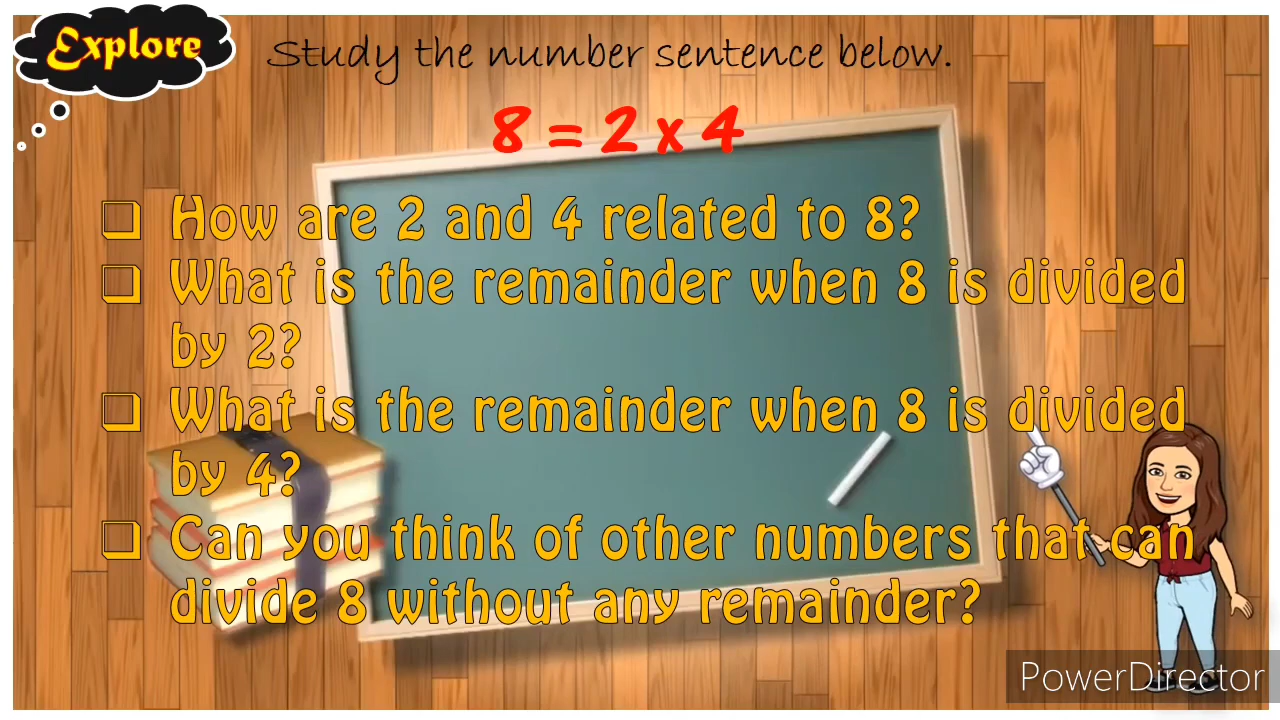 Explore
Study the number sentence below.
8 = 2 x 4
❑ How are 2 and 4 related to 8?
❑ What is the remainder when 8 is divided
by 2?
❑ What is the remainder when 8 is divided
by 4?
❑ Can you think of other numbers that can
divide 8 without any remainder?
PowerDirector